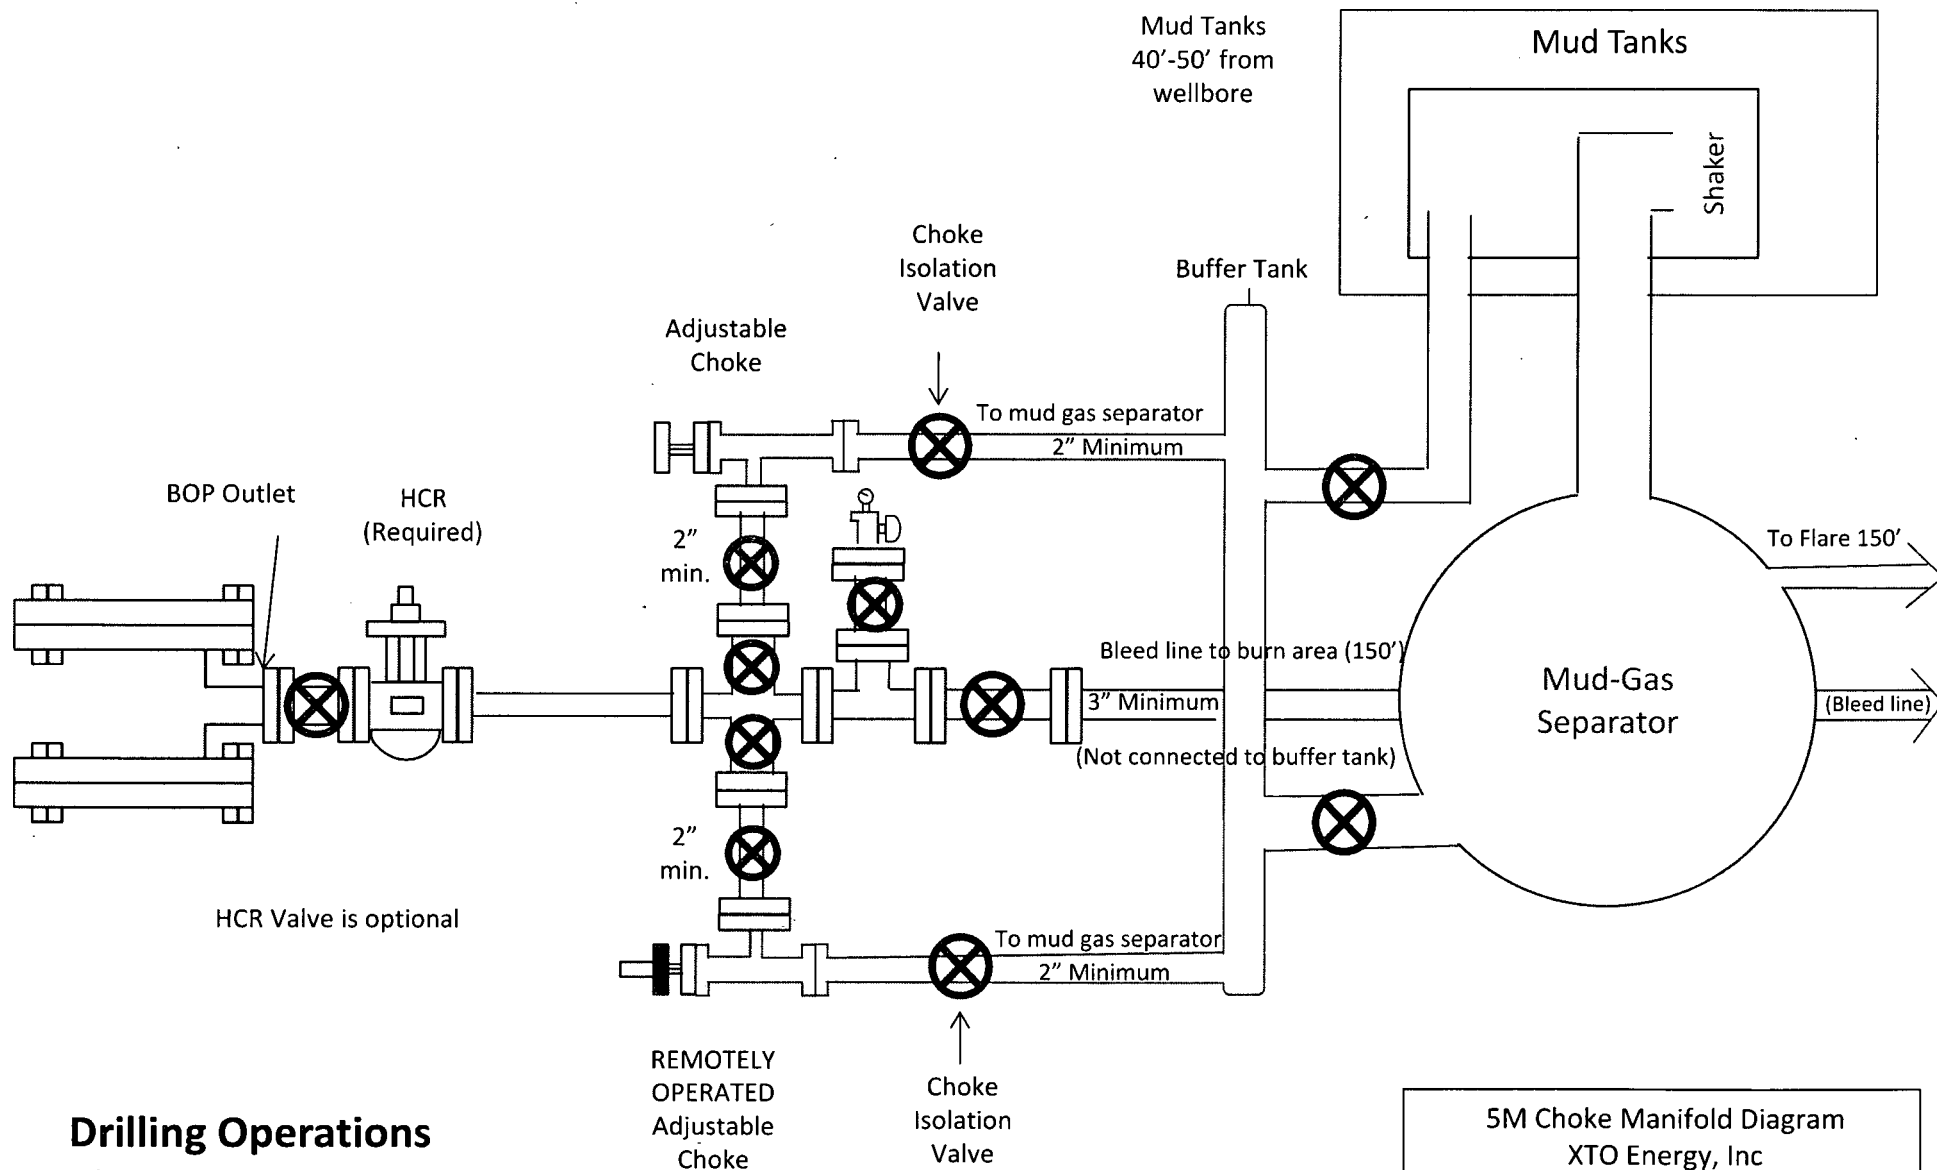 Mud Tanks
40’-50’ from
wellbore
Mud Tanks
Shaker
Choke
Isolation
Valve
Buffer Tank
Adjustable
Choke
To mud gas separator
2” Minimum
BOP Outlet
HCR
(Required)
2”
min.
To Flare 150’
Bleed line to burn area (150’)
3” Minimum
(Not connected to buffer tank)
Mud-Gas
Separator
(Bleed line)
2”
min.
HCR Valve is optional
To mud gas separator
2” Minimum
REMOTELY
OPERATED
Adjustable
Choke
Choke
Isolation
Valve
Drilling Operations
5M Choke Manifold Diagram
XTO Energy, Inc